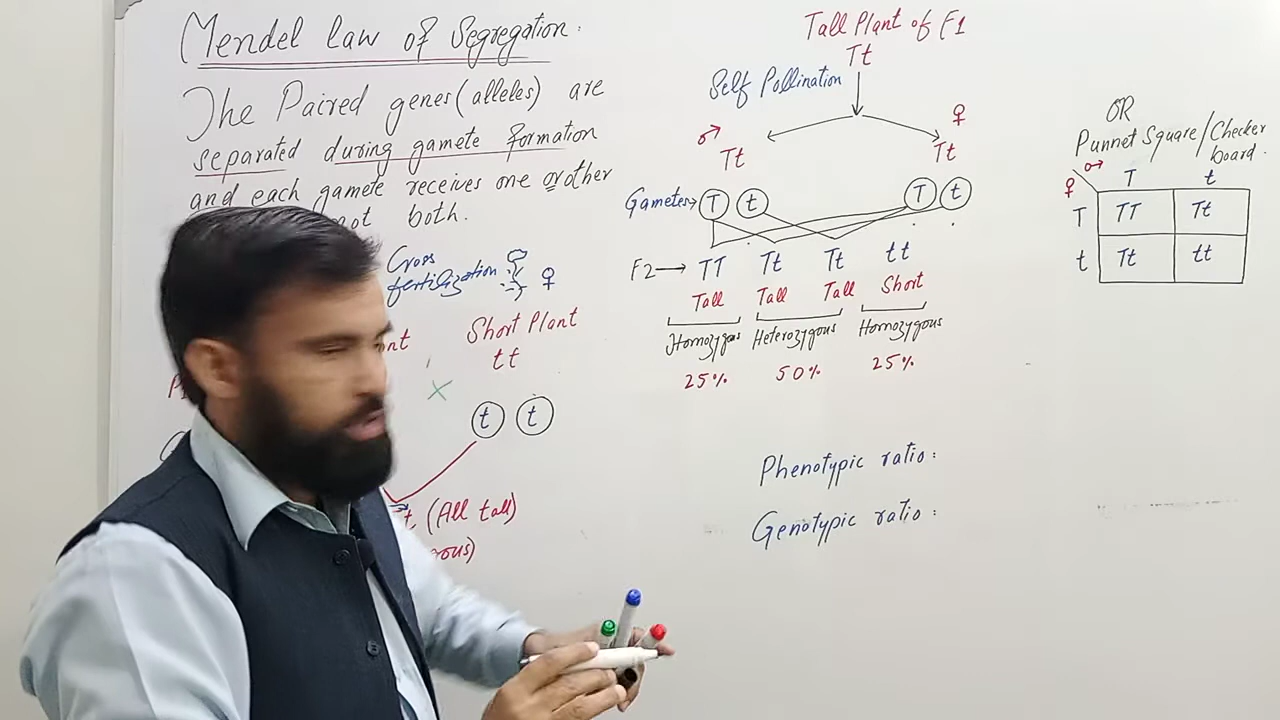 Mendel law of Segregation.
The Paired genes (alleles) are
separated during gamete formation
and each gamete receives one or other
not both.
Cross
fertilization ♀
Short Plant
tt
×
t t
(All tall)
Tall Plant of F1
Tt
Self Pollination
♂ ♀
Tt Tt
Gametes→ T t T t
F2→ TT Tt Tt tt
Tall Tall Tall Short
Homozygous Heterozygous Homozygous
25% 50% 25%
Phenotypic ratio:
Genotypic ratio:
OR
Punnet Square/Checker
board.
♂
♀ T t
T TT Tt
t Tt tt